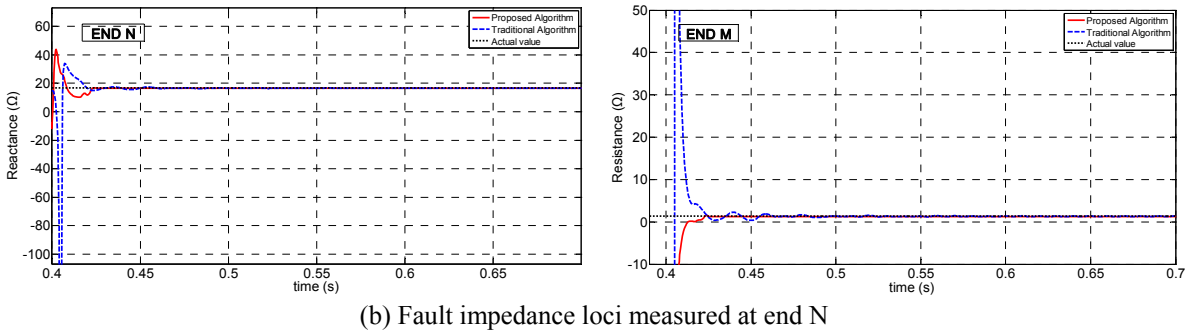 END N
Proposed Algorithm
Traditional Algorithm
Actual value
Reactance (Ω)
60
40
20
0
-20
-40
-60
-80
-100
0.4 0.45 0.5 0.55 0.6 0.65
time (s)
END M
Proposed Algorithm
Traditional Algorithm
Actual value
Resistance (Ω)
50
40
30
20
10
0
-10
0.4 0.45 0.5 0.55 0.6 0.65 0.7
time (s)
(b) Fault impedance loci measured at end N